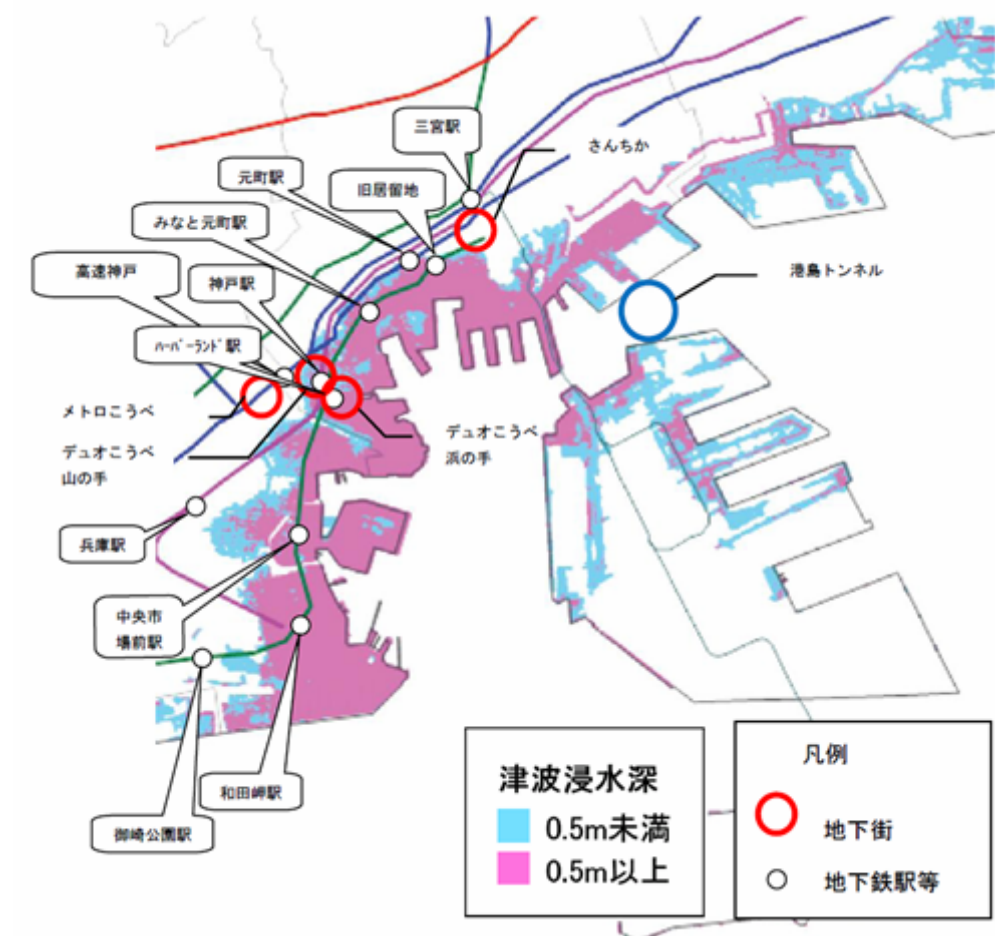 三宮駅
さんちか
元町駅
旧居留地
みなと元町駅
高速神戸
神戸駅
港島トンネル
ハーバーランド駅
メトロこうべ
デュオこうべ
山の手
デュオこうべ
浜の手
兵庫駅
中央市
場前駅
和田岬駅
御崎公園駅
津波浸水深
0.5m未満
0.5m以上
凡例
地下街
地下鉄駅等